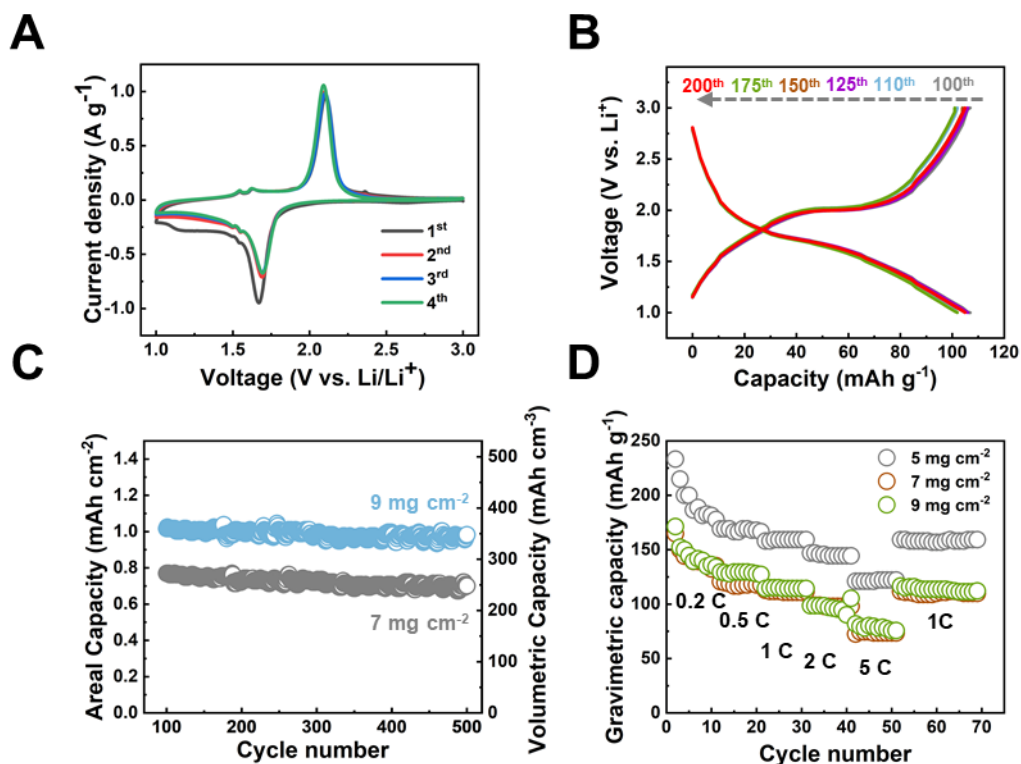 A
Current density (A g⁻¹)
1.0
0.5
0.0
-0.5
-1.0
1ˢᵗ
2ⁿᵈ
3ʳᵈ
4ᵗʰ
1.0 1.5 2.0 2.5 3.0
Voltage (V vs. Li/Li⁺)
B
Voltage (V vs. Li⁺)
200ᵗʰ 175ᵗʰ 150ᵗʰ 125ᵗʰ 110ᵗʰ 100ᵗʰ
3.0
2.5
2.0
1.5
1.0
0 20 40 60 80 100 120
Capacity (mAh g⁻¹)
C
Areal Capacity (mAh cm⁻²)
1.4
1.2
1.0
0.8
0.6
0.4
0.2
0.0
9 mg cm⁻²
7 mg cm⁻²
500
400
300
200
100
0
Volumetric Capacity (mAh cm⁻³)
100 200 300 400 500
Cycle number
D
Gravimetric capacity (mAh g⁻¹)
250
225
200
175
150
125
100
75
50
25
0
5 mg cm⁻²
7 mg cm⁻²
9 mg cm⁻²
0.2 C
0.5 C
1 C
2 C
5 C
1C
0 10 20 30 40 50 60 70
Cycle number